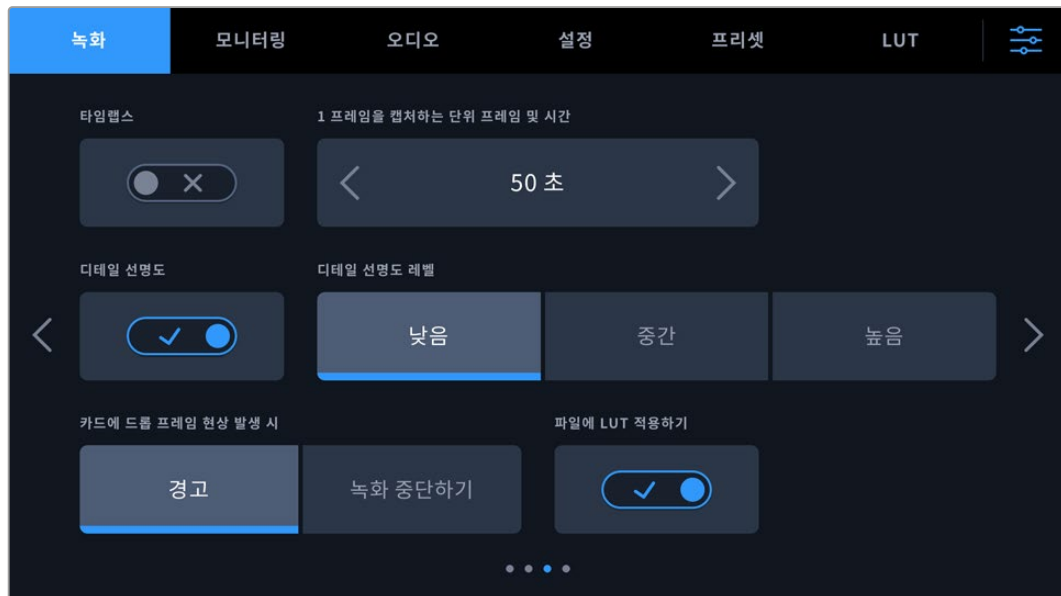 녹화 모니터링 오디오 설정 프리셋 LUT
타임랩스 1 프레임을 캡처하는 단위 프레임 및 시간
50 초
디테일 선명도 디테일 선명도 레벨
낮음 중간 높음
카드에 드롭 프레임 현상 발생 시 파일에 LUT 적용하기
경고 녹화 중단하기